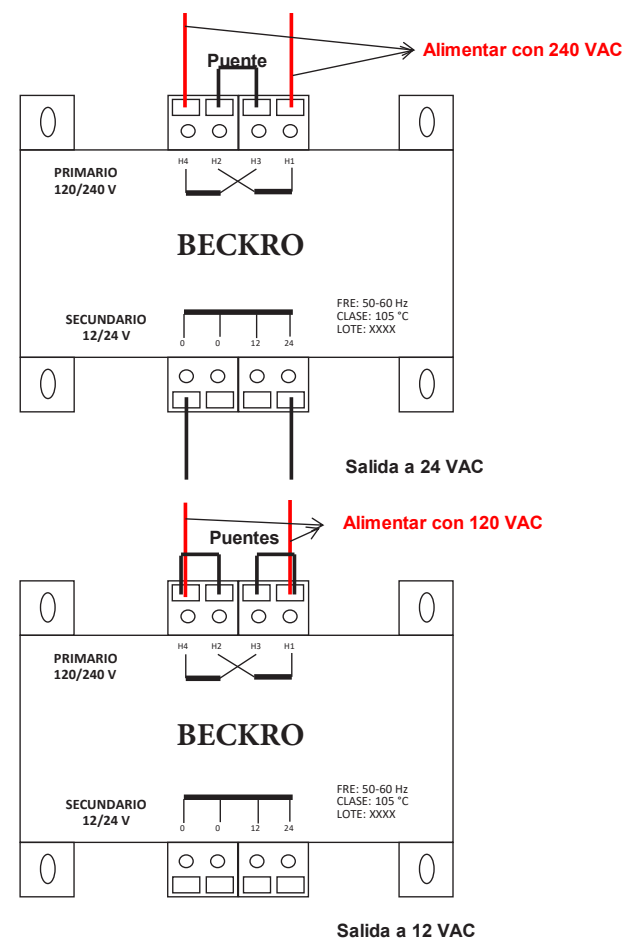 Alimentar con 240 VAC
Puente
H4 H2 H3 H1
PRIMARIO
120/240 V
BECKRO
FRE: 50-60 Hz
CLASE: 105 °C
LOTE: XXXX
SECUNDARIO
12/24 V
0 0 12 24
Salida a 24 VAC
Alimentar con 120 VAC
Puentes
H4 H2 H3 H1
PRIMARIO
120/240 V
BECKRO
FRE: 50-60 Hz
CLASE: 105 °C
LOTE: XXXX
SECUNDARIO
12/24 V
0 0 12 24
Salida a 12 VAC